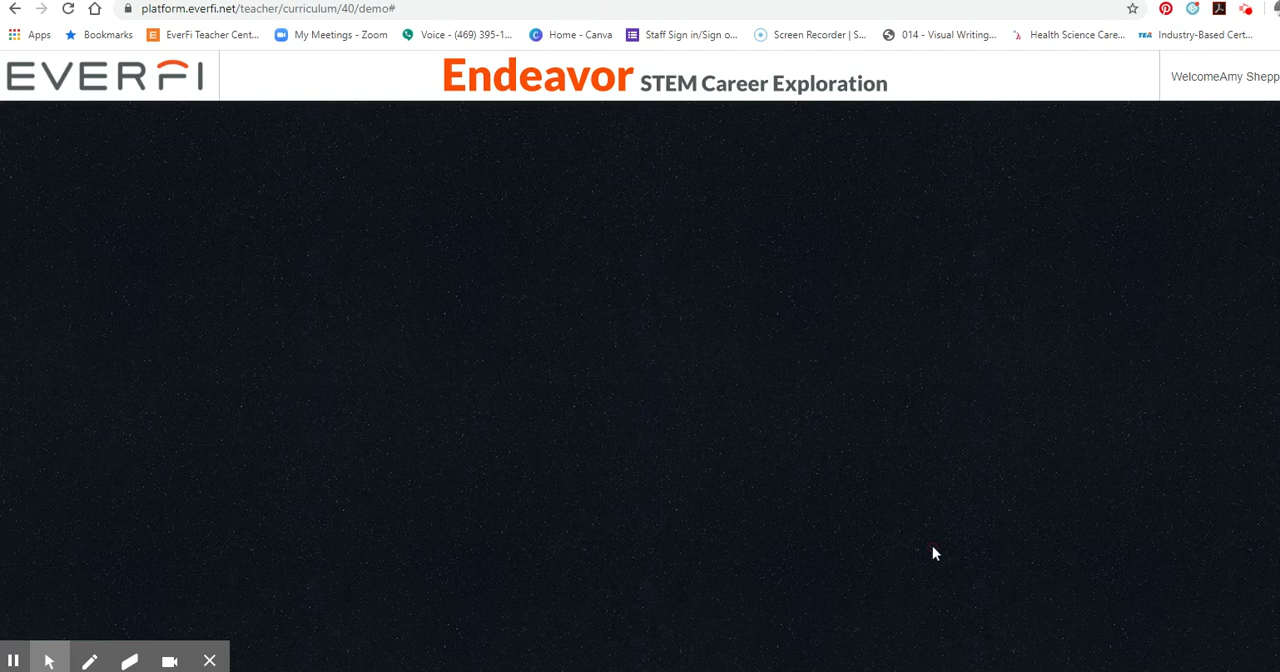 platform.everfi.net/teacher/curriculum/40/demo#
Apps Bookmarks EverFi Teacher Cent... My Meetings - Zoom Voice - (469) 395-1... Home - Canva Staff Sign in/Sign o... Screen Recorder | S... 014 - Visual Writing... Health Science Care... TEA Industry-Based Cert...
EVERFI Endeavor STEM Career Exploration WelcomeAmy Shepp